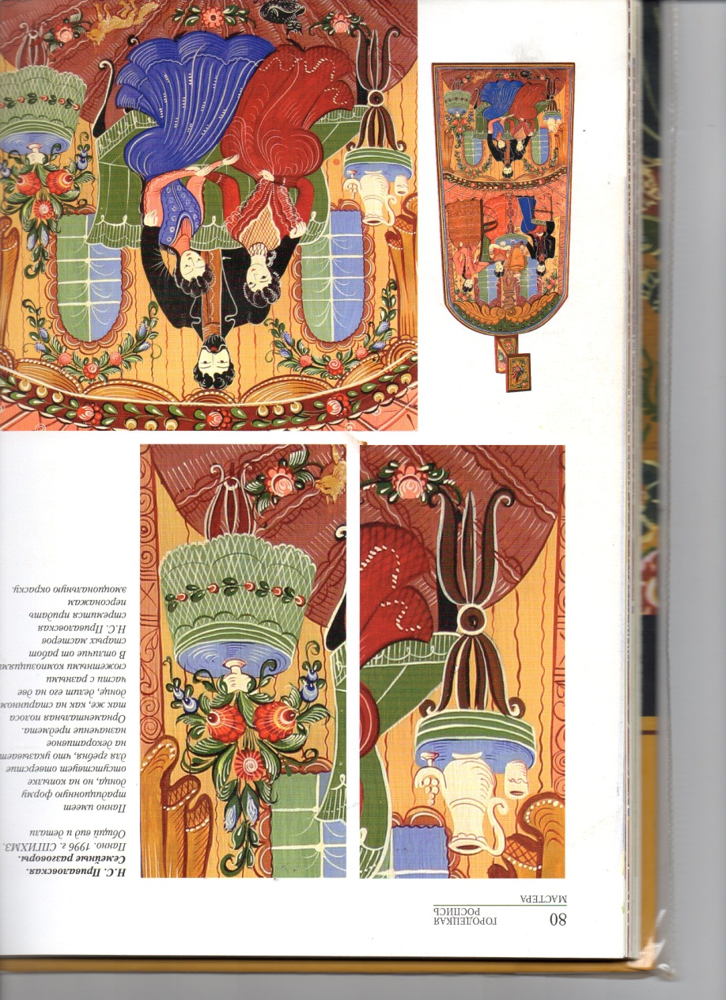 80
ГОРОДЕЦКАЯ
РОСПИСЬ
МАСТЕРА
Н.С. Приваловская.
Семейные разговоры.
Панно. 1996 г. СПГИХМЗ.
Общий вид и детали
Панно имеет
традиционную форму
донца, но на копылке
отсутствует отверстие
для гребня, что указывает
на декоративное
назначение предмета.
Орнаментальная полоса
так же, как на старинном
донце, делит его на две
части с разными
сюжетными композициями.
В отличие от работ
старых мастеров
Н.С. Приваловская
стремится придать
персонажам
эмоциональную окраску.